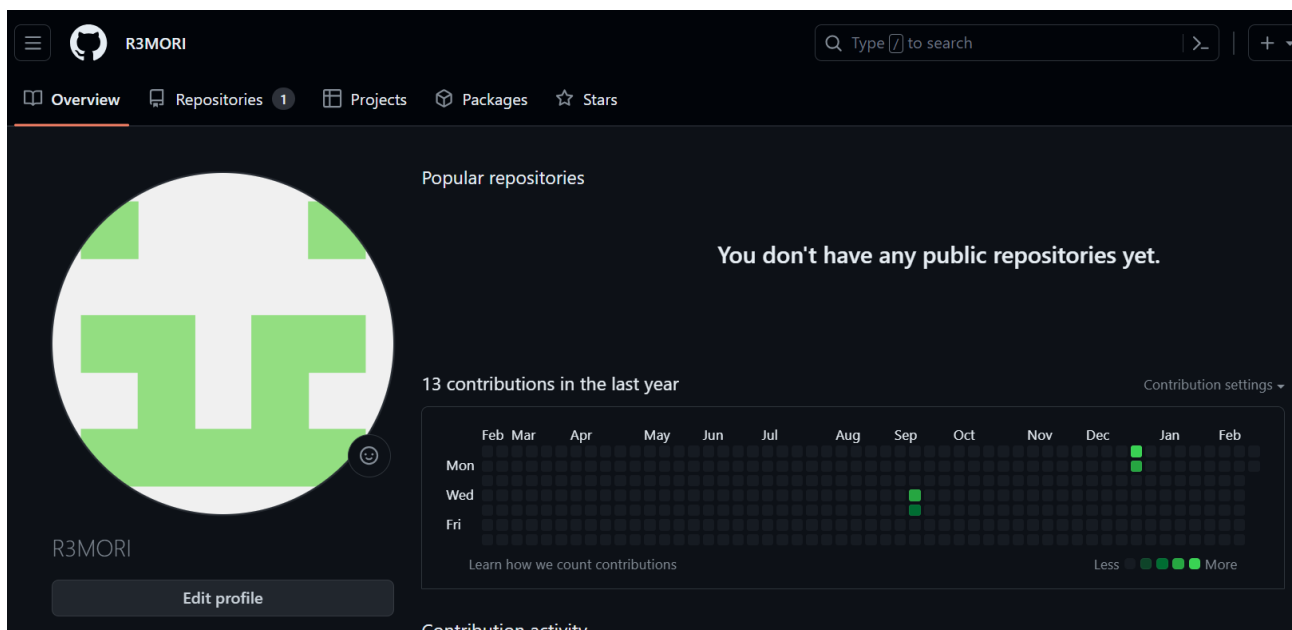 R3MORI
Type / to search
Overview
Repositories 1
Projects
Packages
Stars
Popular repositories
You don't have any public repositories yet.
13 contributions in the last year
Contribution settings
Feb Mar Apr May Jun Jul Aug Sep Oct Nov Dec Jan Feb
Mon
Wed
Fri
Learn how we count contributions
Less More
R3MORI
Edit profile
Contribution activity